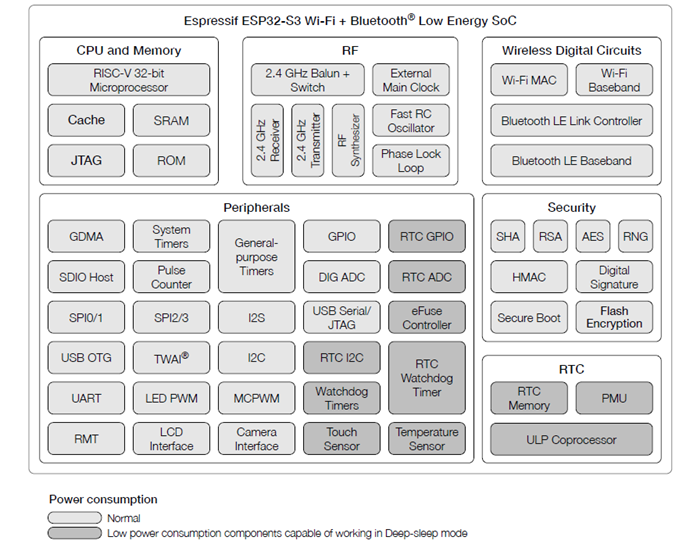 Espressif ESP32-S3 Wi-Fi + Bluetooth® Low Energy SoC
CPU and Memory
RISC-V 32-bit
Microprocessor
Cache
SRAM
JTAG
ROM
RF
2.4 GHz Balun +
Switch
External
Main Clock
2.4 GHz
Receiver
2.4 GHz
Transmitter
RF
Synthesizer
Fast RC
Oscillator
Phase Lock
Loop
Wireless Digital Circuits
Wi-Fi MAC
Wi-Fi
Baseband
Bluetooth LE Link Controller
Bluetooth LE Baseband
Peripherals
GDMA
System
Timers
General-
purpose
Timers
GPIO
RTC GPIO
SDIO Host
Pulse
Counter
DIG ADC
RTC ADC
SPI0/1
SPI2/3
I2S
USB Serial/
JTAG
eFuse
Controller
USB OTG
TWAI®
I2C
RTC I2C
RTC
Watchdog
Timer
UART
LED PWM
MCPWM
Watchdog
Timers
RMT
LCD
Interface
Camera
Interface
Touch
Sensor
Temperature
Sensor
Security
SHA
RSA
AES
RNG
HMAC
Digital
Signature
Secure Boot
Flash
Encryption
RTC
RTC
Memory
PMU
ULP Coprocessor
Power consumption
Normal
Low power consumption components capable of working in Deep-sleep mode